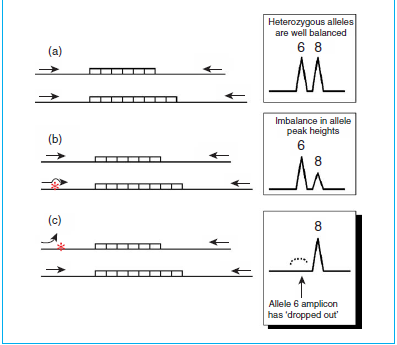 (a)
Heterozygous alleles
are well balanced
6 8
(b)
Imbalance in allele
peak heights
6
8
(c)
8
Allele 6 amplicon
has 'dropped out'